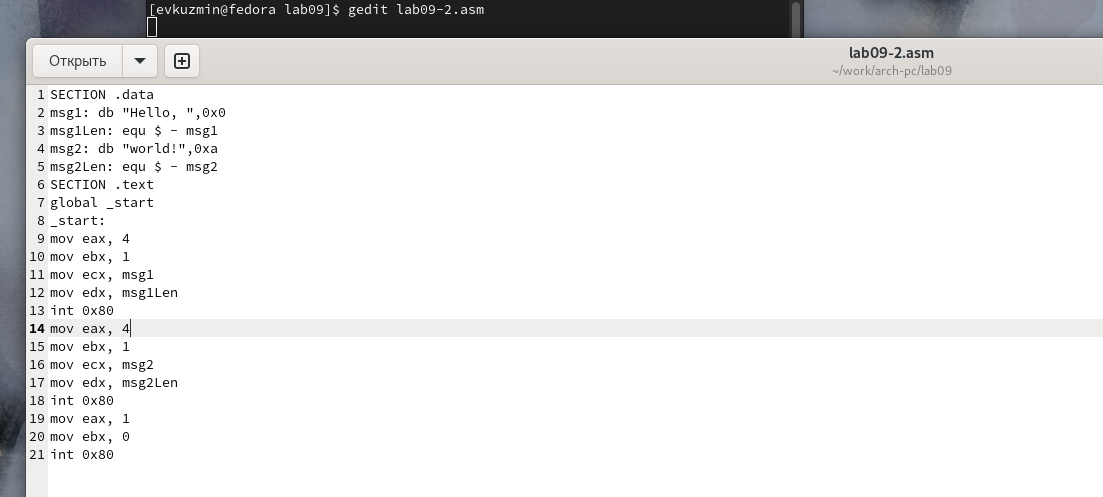 [evkuzmin@fedora lab09]$ gedit lab09-2.asm
Открыть
lab09-2.asm
~/work/arch-pc/lab09
1 SECTION .data
2 msg1: db "Hello, ",0x0
3 msg1Len: equ $ - msg1
4 msg2: db "world!",0xa
5 msg2Len: equ $ - msg2
6 SECTION .text
7 global _start
8 _start:
9 mov eax, 4
10 mov ebx, 1
11 mov ecx, msg1
12 mov edx, msg1Len
13 int 0x80
14 mov eax, 4
15 mov ebx, 1
16 mov ecx, msg2
17 mov edx, msg2Len
18 int 0x80
19 mov eax, 1
20 mov ebx, 0
21 int 0x80